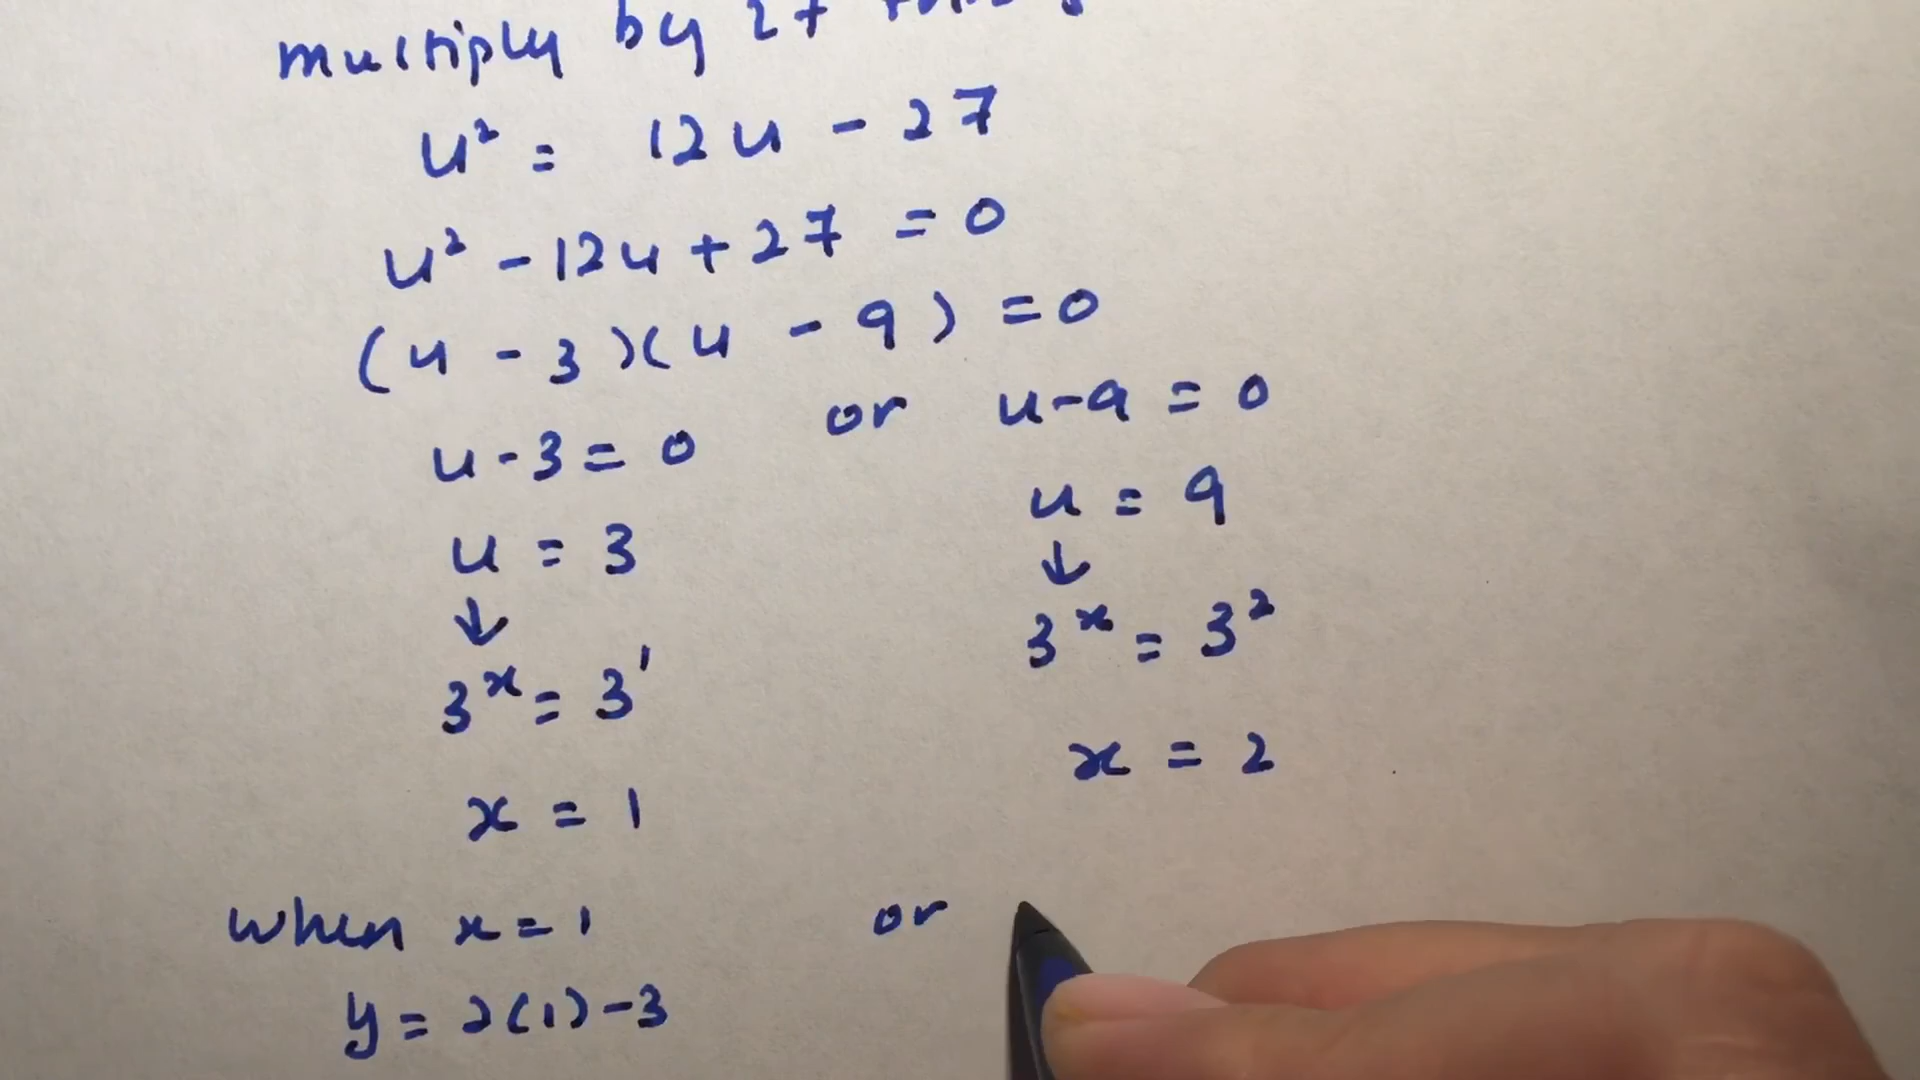 multiply by 27
u² = 12u - 27
u² - 12u + 27 = 0
(u - 3)(u - 9) = 0
u - 3 = 0 or u - 9 = 0
u = 3 u = 9
↓ ↓
3ˣ = 3¹ 3ˣ = 3²
x = 1 x = 2
when x = 1 or
y = 2(1) - 3